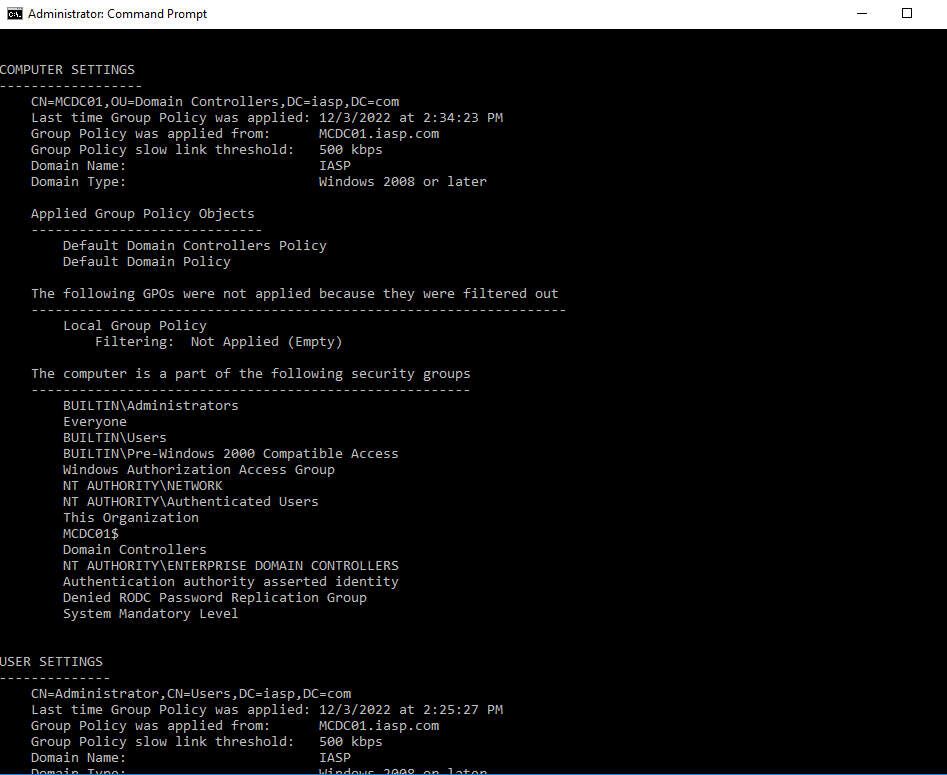 Administrator: Command Prompt
COMPUTER SETTINGS
------------------
    CN=MCDC01,OU=Domain Controllers,DC=iasp,DC=com
    Last time Group Policy was applied: 12/3/2022 at 2:34:23 PM
    Group Policy was applied from:      MCDC01.iasp.com
    Group Policy slow link threshold:   500 kbps
    Domain Name:                        IASP
    Domain Type:                        Windows 2008 or later

    Applied Group Policy Objects
    -----------------------------
        Default Domain Controllers Policy
        Default Domain Policy

    The following GPOs were not applied because they were filtered out
    -------------------------------------------------------------------
        Local Group Policy
            Filtering:  Not Applied (Empty)

    The computer is a part of the following security groups
    -------------------------------------------------------
        BUILTIN\Administrators
        Everyone
        BUILTIN\Users
        BUILTIN\Pre-Windows 2000 Compatible Access
        Windows Authorization Access Group
        NT AUTHORITY\NETWORK
        NT AUTHORITY\Authenticated Users
        This Organization
        MCDC01$
        Domain Controllers
        NT AUTHORITY\ENTERPRISE DOMAIN CONTROLLERS
        Authentication authority asserted identity
        Denied RODC Password Replication Group
        System Mandatory Level

USER SETTINGS
--------------
    CN=Administrator,CN=Users,DC=iasp,DC=com
    Last time Group Policy was applied: 12/3/2022 at 2:25:27 PM
    Group Policy was applied from:      MCDC01.iasp.com
    Group Policy slow link threshold:   500 kbps
    Domain Name:                        IASP
    Domain Type:                        Windows 2008 or later